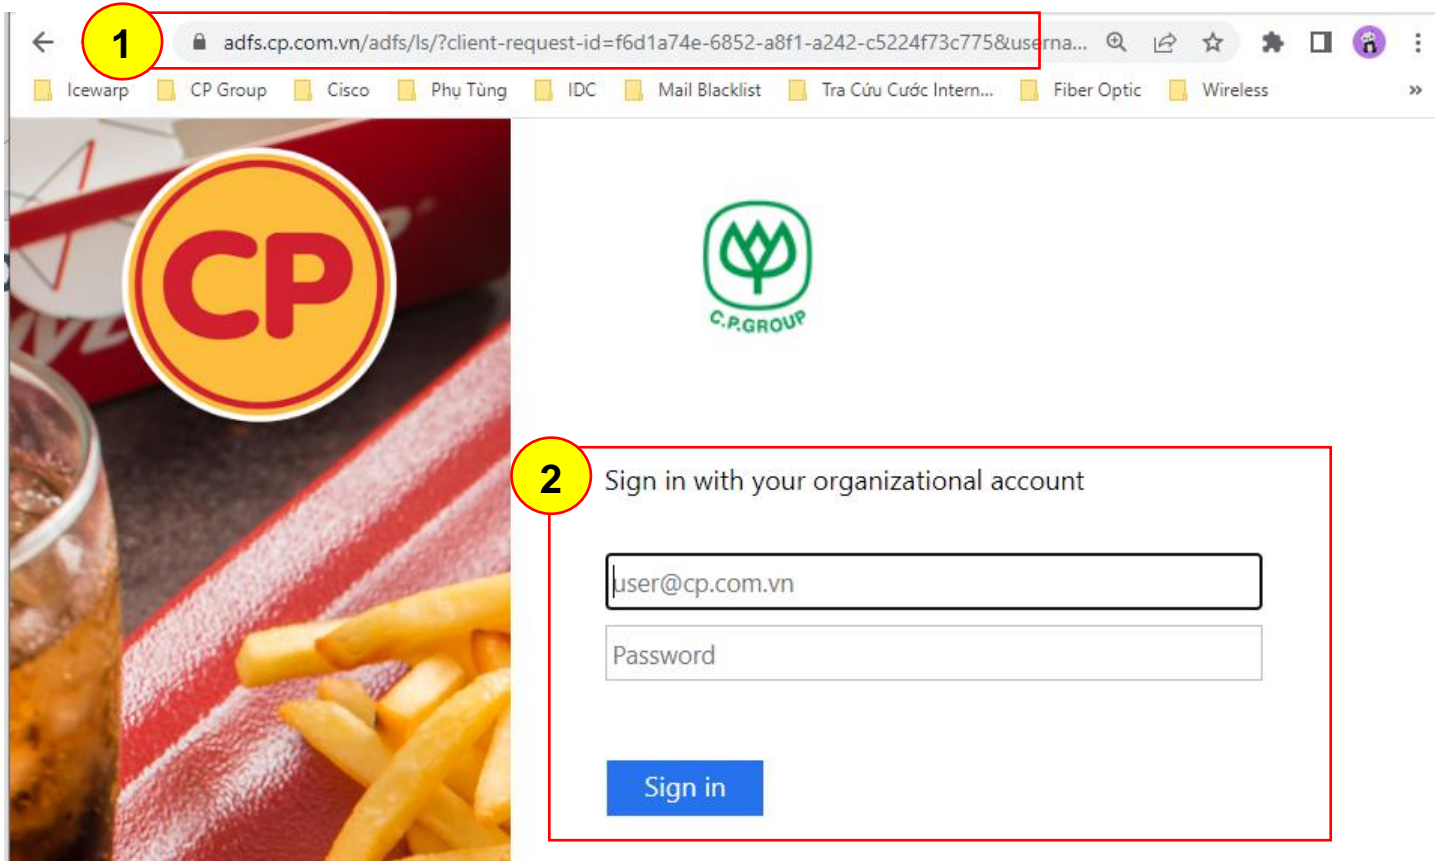 1
adfs.cp.com.vn/adfs/ls/?client-request-id=f6d1a74e-6852-a8f1-a242-c5224f73c775&userna...
Icewarp CP Group Cisco Phụ Tùng IDC Mail Blacklist Tra Cứu Cước Intern... Fiber Optic Wireless »
CP
C.P.GROUP
2
Sign in with your organizational account
user@cp.com.vn
Password
Sign in